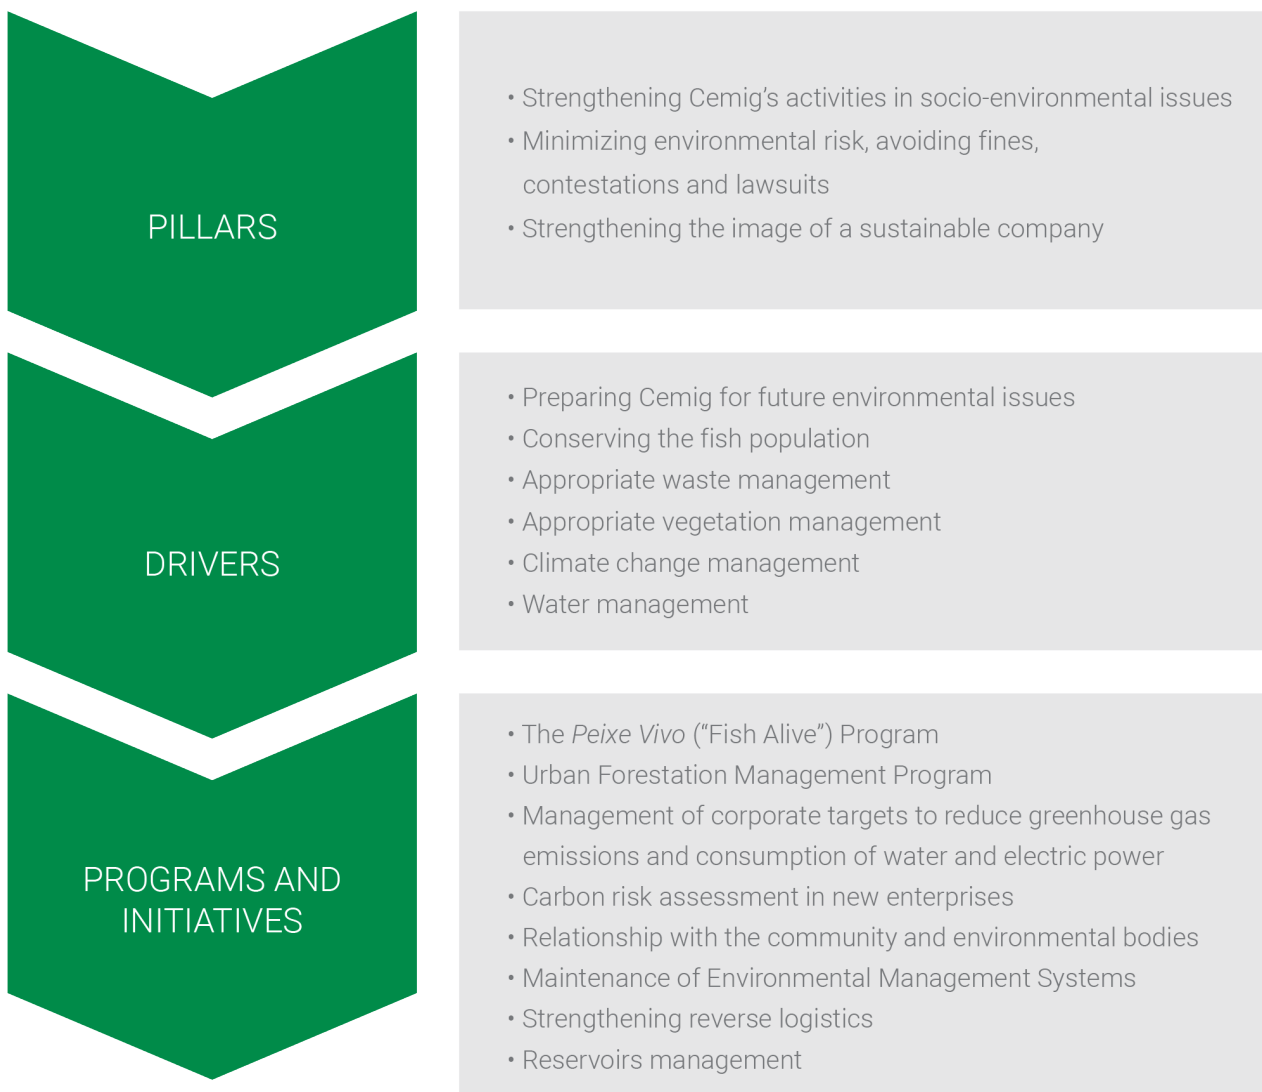 PILLARS
• Strengthening Cemig’s activities in socio-environmental issues
• Minimizing environmental risk, avoiding fines,
contestations and lawsuits
• Strengthening the image of a sustainable company
DRIVERS
• Preparing Cemig for future environmental issues
• Conserving the fish population
• Appropriate waste management
• Appropriate vegetation management
• Climate change management
• Water management
PROGRAMS AND
INITIATIVES
• The Peixe Vivo (“Fish Alive”) Program
• Urban Forestation Management Program
• Management of corporate targets to reduce greenhouse gas
emissions and consumption of water and electric power
• Carbon risk assessment in new enterprises
• Relationship with the community and environmental bodies
• Maintenance of Environmental Management Systems
• Strengthening reverse logistics
• Reservoirs management